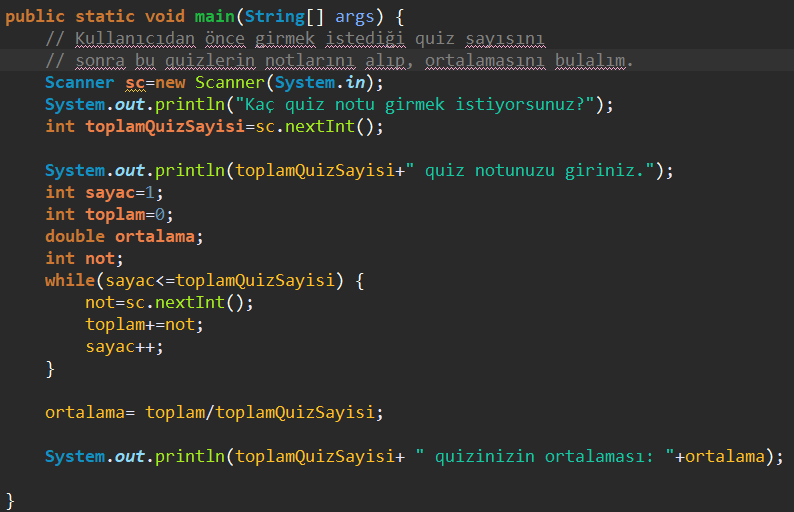 public static void main(String[] args) {
// Kullanıcıdan önce girmek istediği quiz sayısını
// sonra bu quizlerin notlarını alıp, ortalamasını bulalım.
Scanner sc=new Scanner(System.in);
System.out.println("Kaç quiz notu girmek istiyorsunuz?");
int toplamQuizSayisi=sc.nextInt();
System.out.println(toplamQuizSayisi+" quiz notunuzu giriniz.");
int sayac=1;
int toplam=0;
double ortalama;
int not;
while(sayac<=toplamQuizSayisi) {
not=sc.nextInt();
toplam+=not;
sayac++;
}
ortalama= toplam/toplamQuizSayisi;
System.out.println(toplamQuizSayisi+ " quizinizin ortalaması: "+ortalama);
}